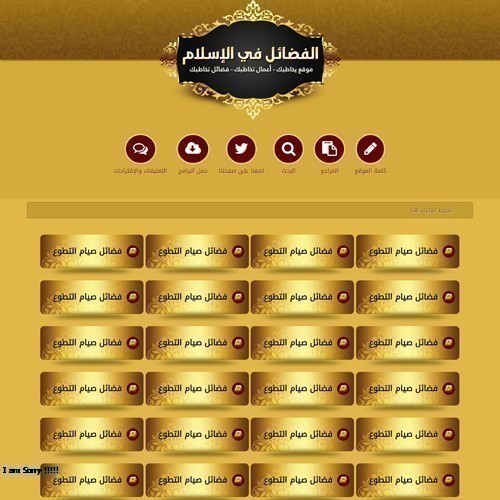 الفضائل في الإسلام
موقع يخاطبك - أعمال تخاطبك - فضائل تخاطبك
كلمة الموقع
المراجع
البحث
تابعنا على صفحتنا
حمل البرامج
التعليقات والإقتراحات
فضائل صيام التطوع فضائل صيام التطوع فضائل صيام التطوع فضائل صيام التطوع
فضائل صيام التطوع فضائل صيام التطوع فضائل صيام التطوع فضائل صيام التطوع
فضائل صيام التطوع فضائل صيام التطوع فضائل صيام التطوع فضائل صيام التطوع
فضائل صيام التطوع فضائل صيام التطوع فضائل صيام التطوع فضائل صيام التطوع
فضائل صيام التطوع فضائل صيام التطوع فضائل صيام التطوع فضائل صيام التطوع
فضائل صيام التطوع فضائل صيام التطوع فضائل صيام التطوع فضائل صيام التطوع
I am Sorry !!!!!